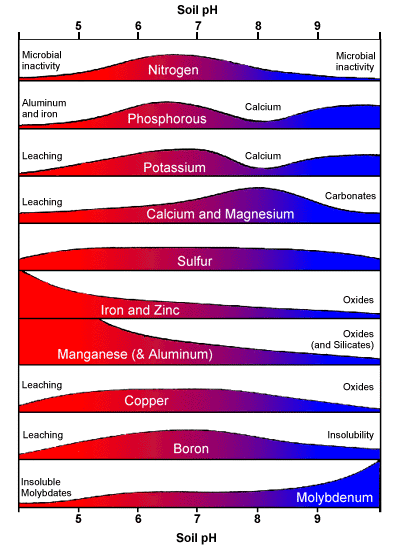 Soil pH
5 6 7 8 9
Microbial
inactivity
Nitrogen
Microbial
inactivity
Aluminum
and iron
Phosphorous
Calcium
Leaching
Potassium
Calcium
Leaching
Calcium and Magnesium
Carbonates
Sulfur
Iron and Zinc
Oxides
Manganese (& Aluminum)
Oxides
(and Silicates)
Leaching
Copper
Oxides
Leaching
Boron
Insolubility
Insoluble
Molybdates
Molybdenum
5 6 7 8 9
Soil pH